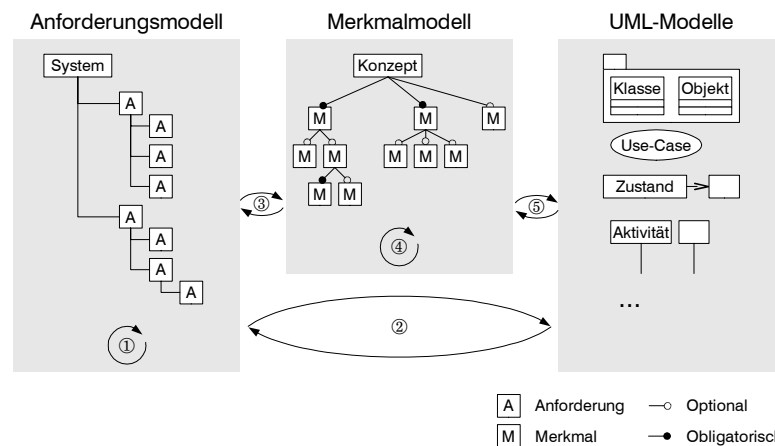 Anforderungsmodell
Merkmalmodell
UML-Modelle
System
A
A
A
A
A
A
A
A
Konzept
M
M
M
M
M
M
M
M
M
M
Klasse
Objekt
Use-Case
Zustand
Aktivität
...
①
②
③
④
⑤
A Anforderung
Optional
M Merkmal
Obligatorisch